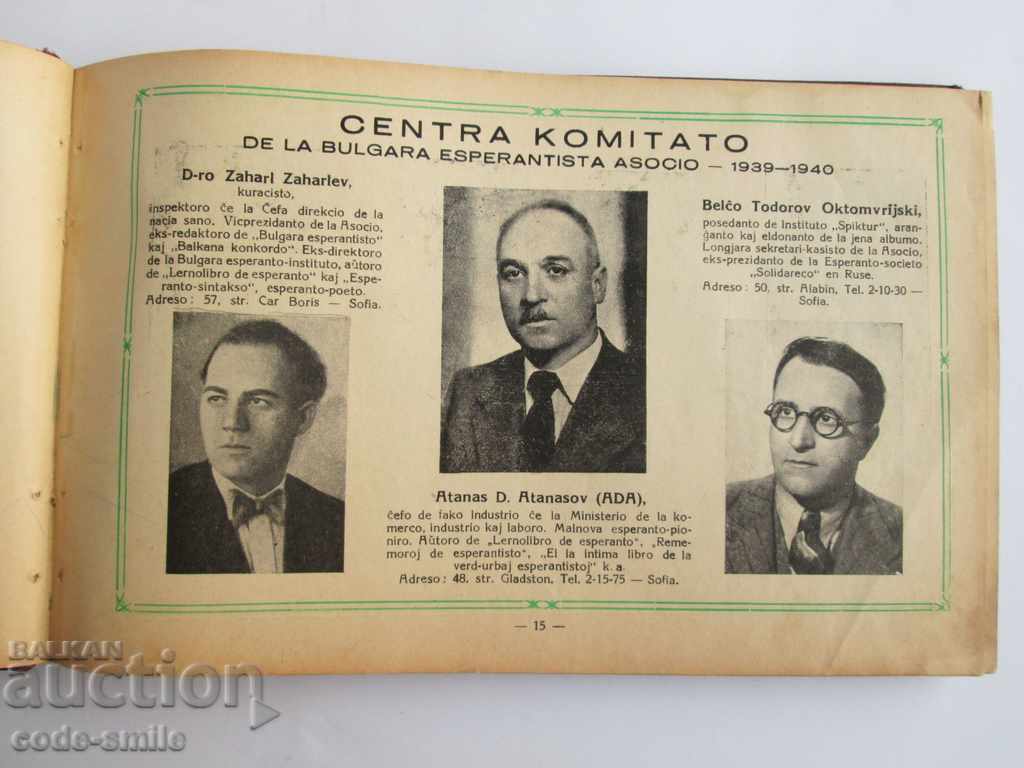 CENTRA KOMITATO
DE LA BULGARA ESPERANTISTA ASOCIO — 1939—1940
D-ro Zaharl Zaharlev,
kuracisto,
inspektoro ĉe la Ĉefa direkcio de la
nacia sano. Vicprezidanto de la Asocio,
eks-redaktoro de „Bulgara esperantisto"
kaj „Balkana konkordo". Eks-direktoro
de la Bulgara esperanto-instituto, aŭtoro
de „Lernolibro de esperanto" kaj „Espe-
ranto-sintakso", esperanto-poeto.
Adreso: 57, str. Car Boris — Sofia.
Atanas D. Atanasov (ADA),
ĉefo de fako Industrio ĉe la Ministerio de la ko-
merco, industrio kaj laboro. Malnova esperanto-pio-
niro. Aŭtoro de „Lernolibro de esperanto", „Reme-
moroj de esperantisto", „El la intima libro de la
verd-urbaj esperantistoj" k. a.
Adreso: 48. str. Gladston. Tel. 2-15-75 — Sofia.
Belĉo Todorov Oktomvrijski,
posedanto de Instituto „Spiktur", aran-
ĝanto kaj eldonanto de la jena albumo.
Longjara sekretari-kasisto de la Asocio,
eks-prezidanto de la Esperanto-societo
„Solidareco" en Ruse.
Adreso: 50, str. Alabin, Tel. 2-10-30 —
Sofia.
— 15 —
BALKAN
auction
code-smile